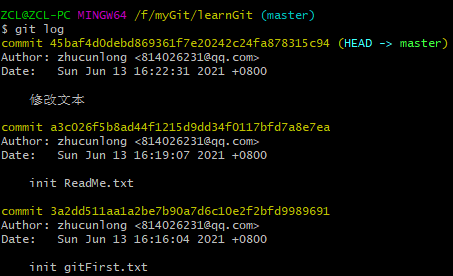 ZCL@ZCL-PC MINGW64 /f/myGit/learnGit (master)
$ git log
commit 45baf4d0debd869361f7e20242c24fa878315c94 (HEAD -> master)
Author: zhucunlong <814026231@qq.com>
Date:   Sun Jun 13 16:22:31 2021 +0800
    修改文本
commit a3c026f5b8ad44f1215d9dd34f0117bfd7a8e7ea
Author: zhucunlong <814026231@qq.com>
Date:   Sun Jun 13 16:19:07 2021 +0800
    init ReadMe.txt
commit 3a2dd511aa1a2be7b90a7d6c10e2f2bfd9989691
Author: zhucunlong <814026231@qq.com>
Date:   Sun Jun 13 16:16:04 2021 +0800
    init gitFirst.txt